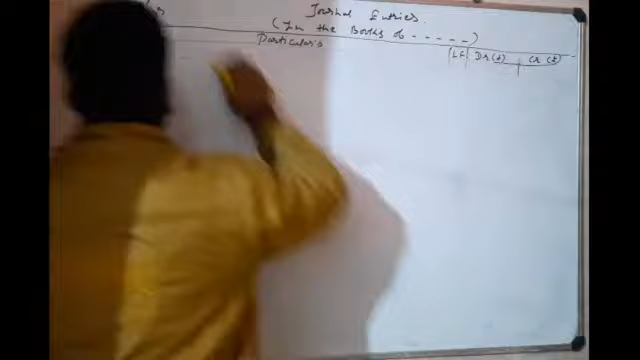 Journal Entries.
(In the Books of - - - - -)
Particulars
LF Dr (₹) Cr (₹)